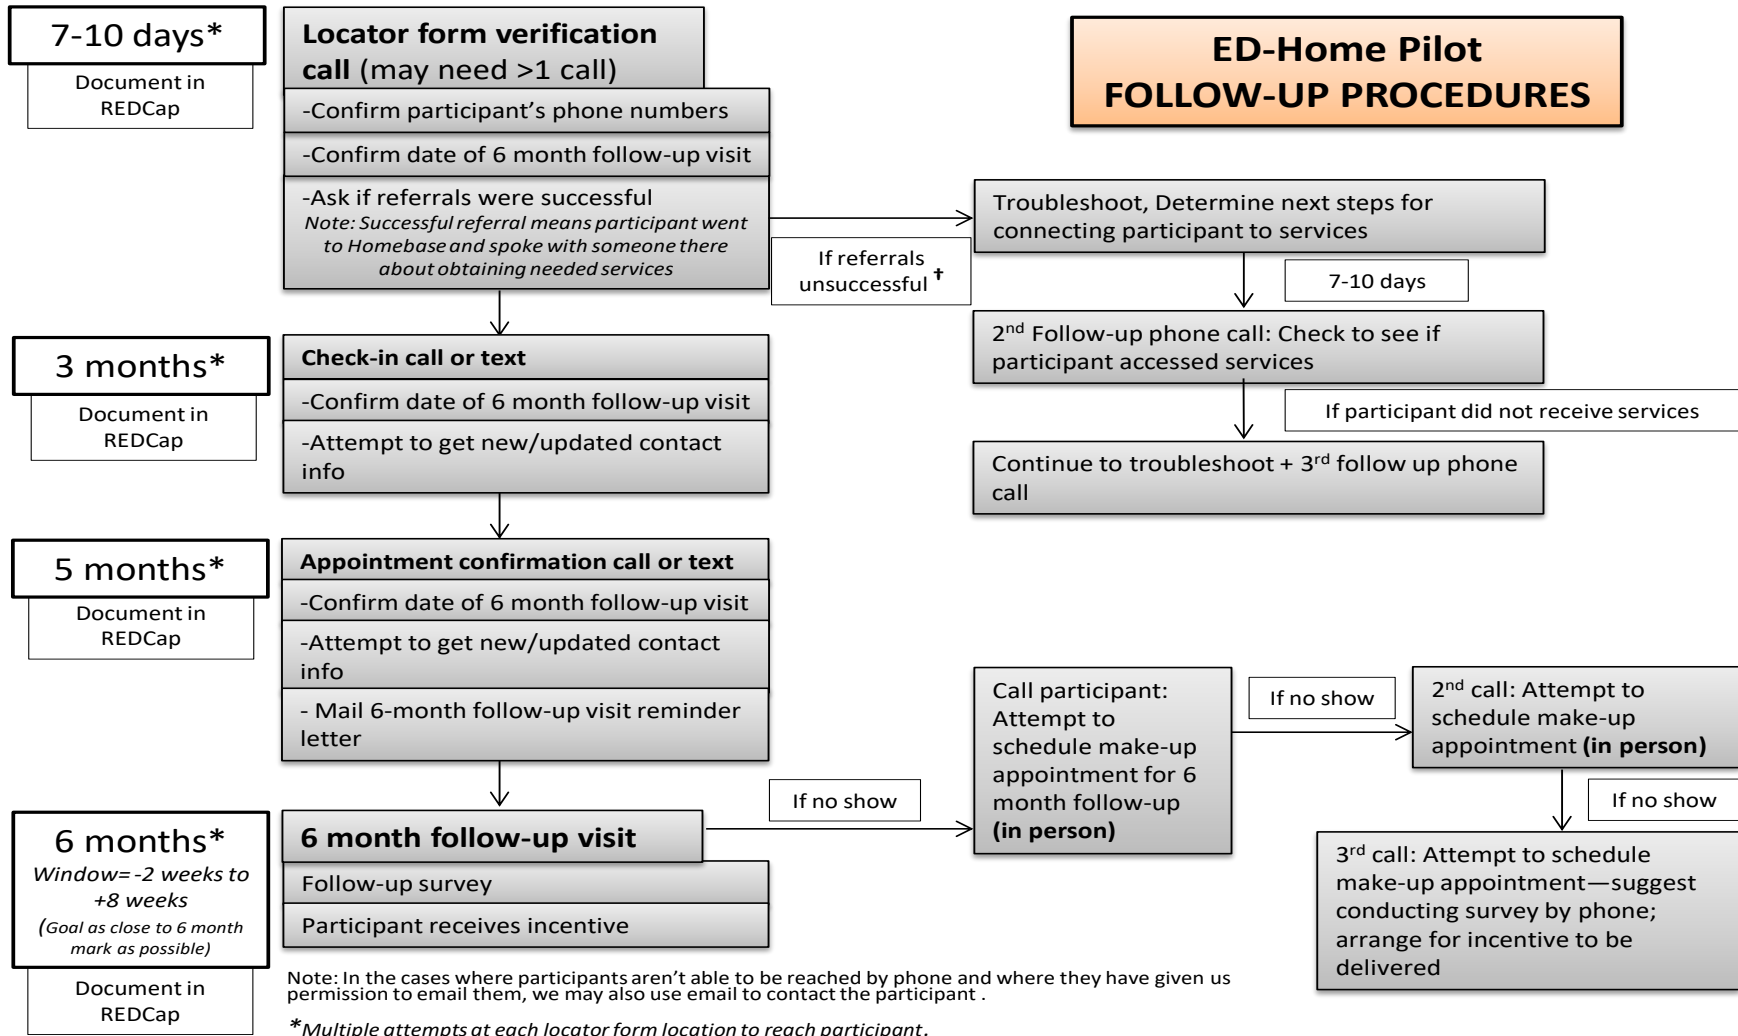 7-10 days*
Document in
REDCap
Locator form verification
call (may need >1 call)
-Confirm participant's phone numbers
-Confirm date of 6 month follow-up visit
-Ask if referrals were successful
Note: Successful referral means participant went
to Homebase and spoke with someone there
about obtaining needed services
ED-Home Pilot
FOLLOW-UP PROCEDURES
If referrals
unsuccessful †
Troubleshoot, Determine next steps for
connecting participant to services
7-10 days
2nd Follow-up phone call: Check to see if
participant accessed services
If participant did not receive services
Continue to troubleshoot + 3rd follow up phone
call
3 months*
Document in
REDCap
Check-in call or text
-Confirm date of 6 month follow-up visit
-Attempt to get new/updated contact
info
5 months*
Document in
REDCap
Appointment confirmation call or text
-Confirm date of 6 month follow-up visit
-Attempt to get new/updated contact
info
- Mail 6-month follow-up visit reminder
letter
6 months*
Window= -2 weeks to
+8 weeks
(Goal as close to 6 month
mark as possible)
Document in
REDCap
6 month follow-up visit
Follow-up survey
Participant receives incentive
If no show
Call participant:
Attempt to
schedule make-up
appointment for 6
month follow-up
(in person)
If no show
2nd call: Attempt to
schedule make-up
appointment (in person)
If no show
3rd call: Attempt to schedule
make-up appointment—suggest
conducting survey by phone;
arrange for incentive to be
delivered
Note: In the cases where participants aren't able to be reached by phone and where they have given us
permission to email them, we may also use email to contact the participant .
*Multiple attempts at each locator form location to reach participant.